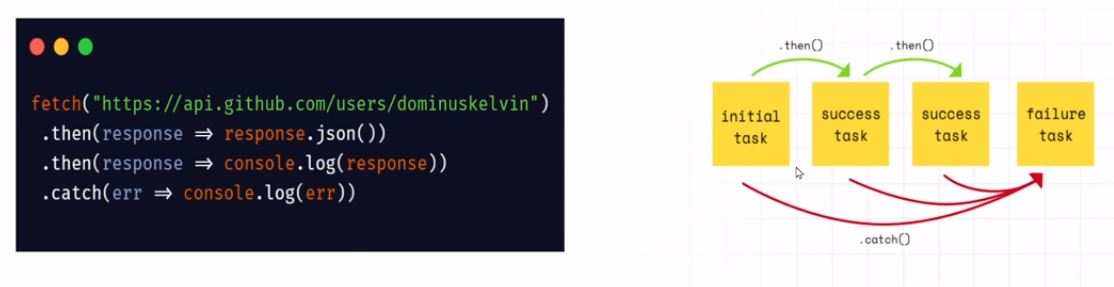 fetch("https://api.github.com/users/dominuskelvin")
.then(response => response.json())
.then(response => console.log(response))
.catch(err => console.log(err))
.then()
.then()
initial
task
success
task
success
task
failure
task
.catch()